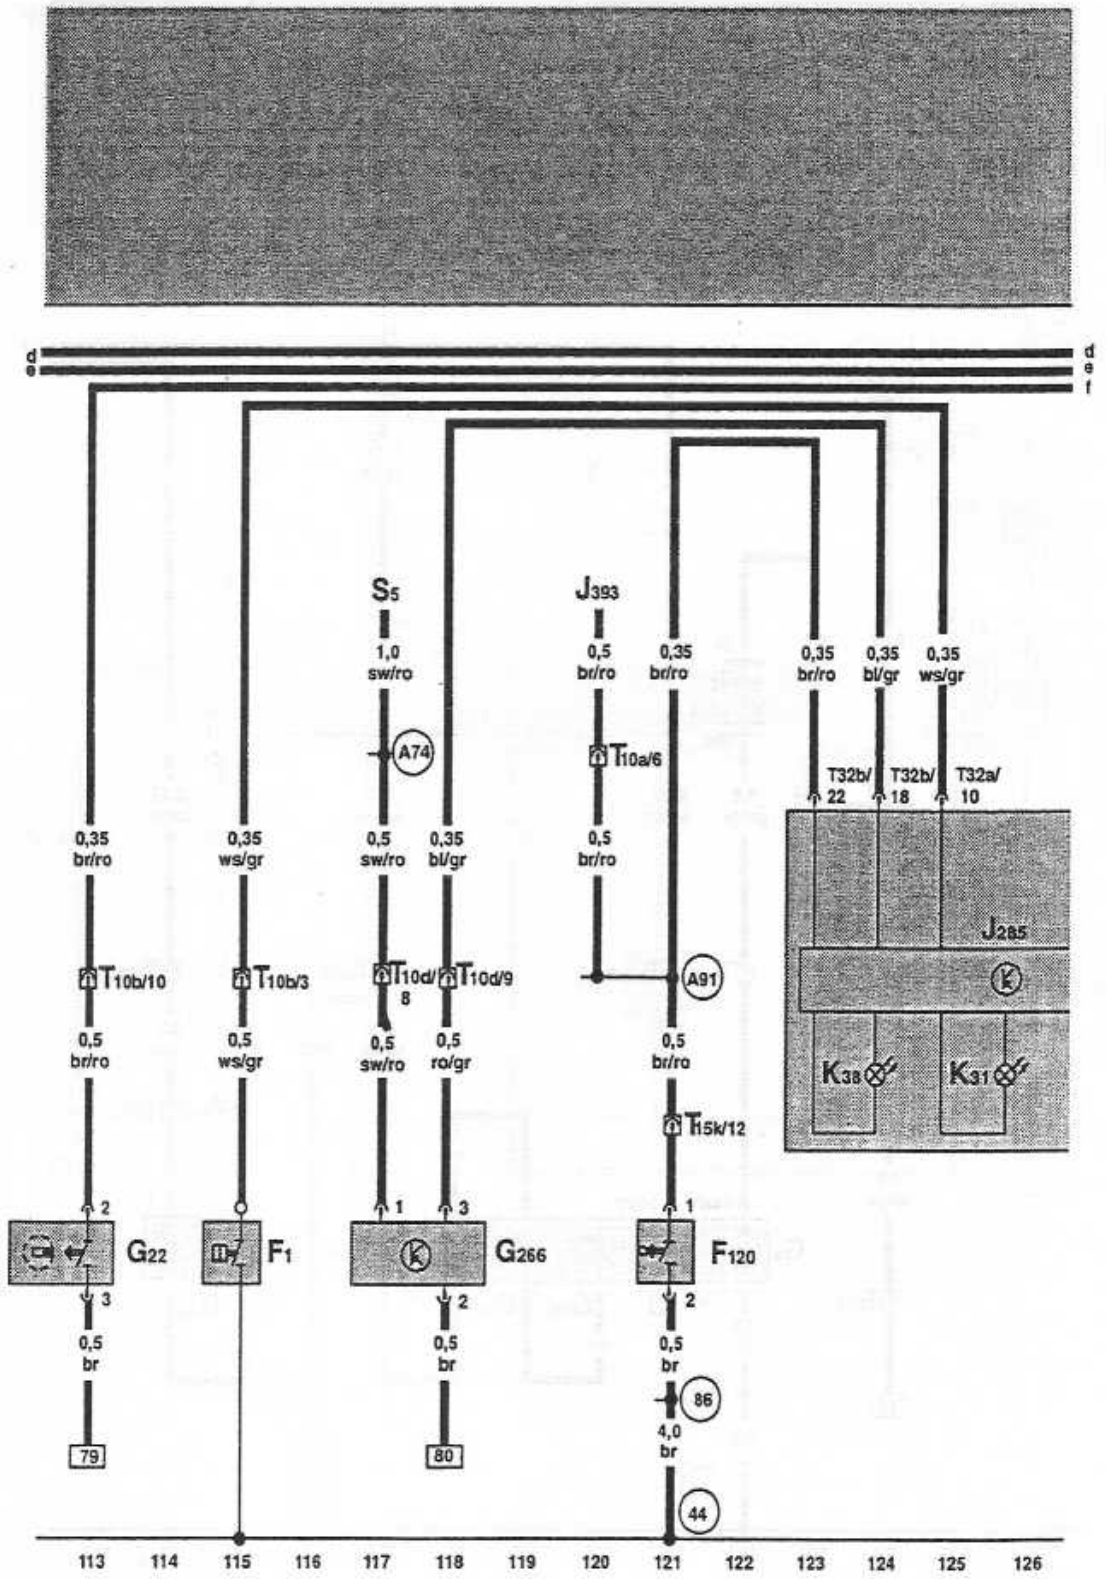 d d
e e
f
S5 J393
1,0 0,5 0,35 0,35 0,35 0,35
sw/ro br/ro br/ro br/ro bl/gr ws/gr
A74 T10a/6
T32b/ T32b/ T32a/
22 18 10
0,35 0,35 0,5 0,35 0,5
br/ro ws/gr sw/ro bl/gr br/ro
J285
T10b/10 T10b/3 T10d/ T10d/9 A91
8
0,5 0,5 0,5 0,5 0,5
br/ro ws/gr sw/ro ro/gr br/ro
K38 K31
T15k/12
2 1 3 1
G22 F1 G266 F120
3 2 2
0,5 0,5 0,5
br br br
86
4,0
br
79 80
44
113 114 115 116 117 118 119 120 121 122 123 124 125 126